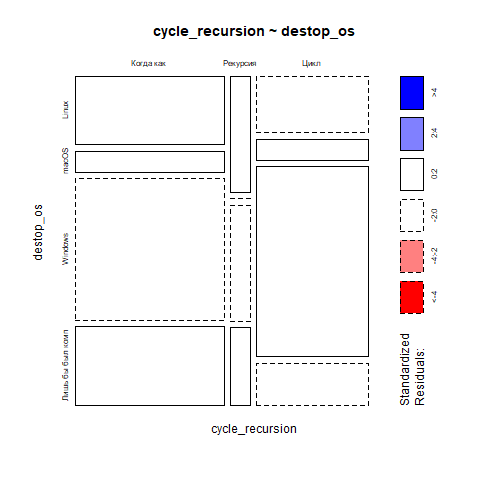 cycle_recursion ~ destop_os
Когда как
Рекурсия
Цикл
Linux
macOS
Windows
Лишь бы был комп
destop_os
cycle_recursion
>4
2:4
0:2
-2:0
-4:-2
<-4
Standardized
Residuals: